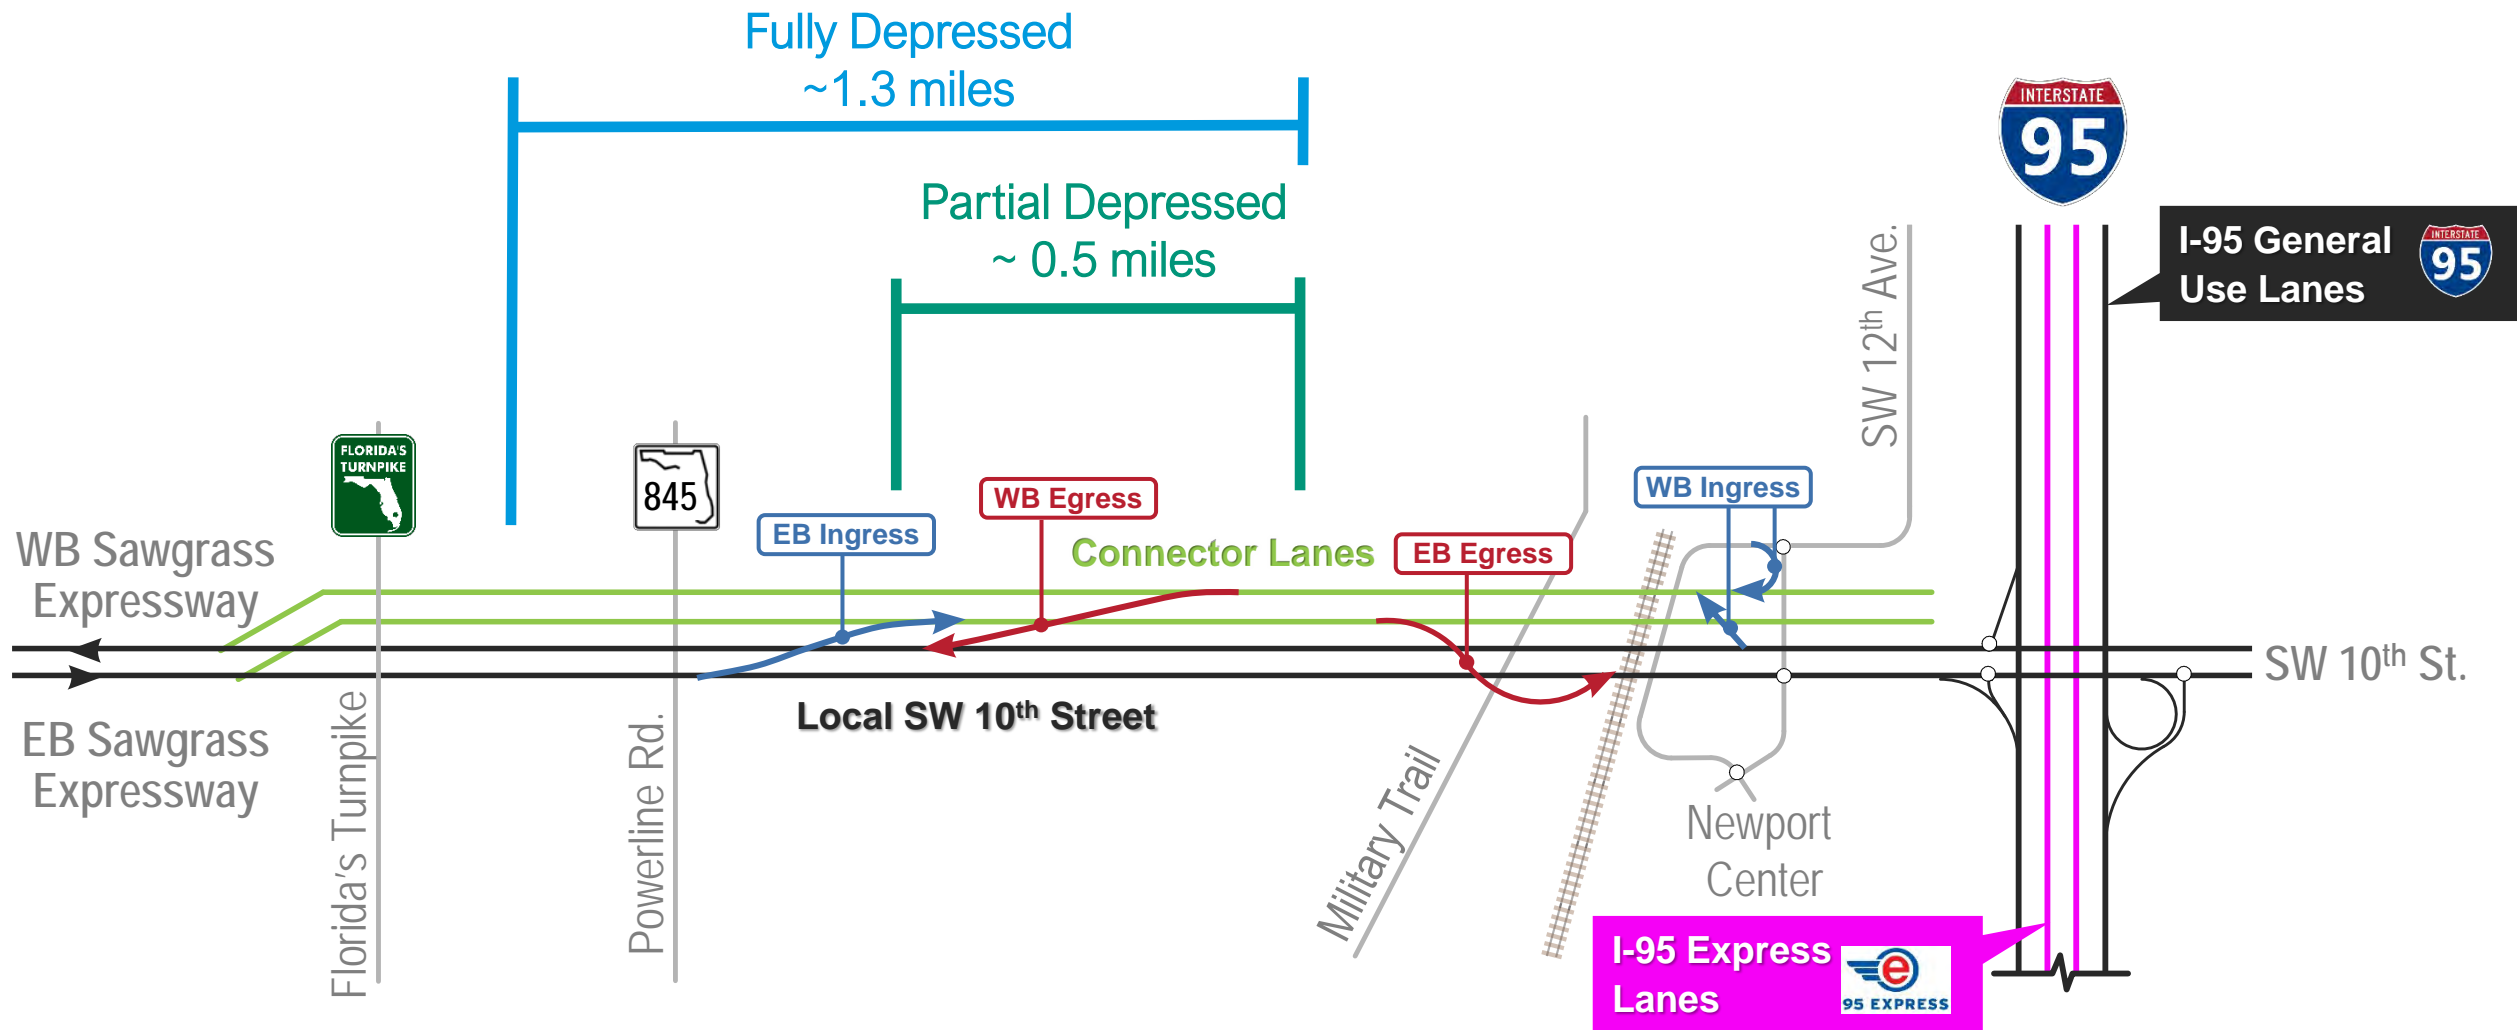 Fully Depressed
~1.3 miles
Partial Depressed
~ 0.5 miles
INTERSTATE
95
I-95 General
Use Lanes
INTERSTATE
95
SW 12th Ave.
FLORIDA'S
TURNPIKE
845
WB Egress
EB Ingress
WB Ingress
Connector Lanes
EB Egress
WB Sawgrass
Expressway
SW 10th St.
Local SW 10th Street
EB Sawgrass
Expressway
Florida's Turnpike
Powerline Rd.
Military Trail
Newport
Center
I-95 Express
Lanes
e
95 EXPRESS